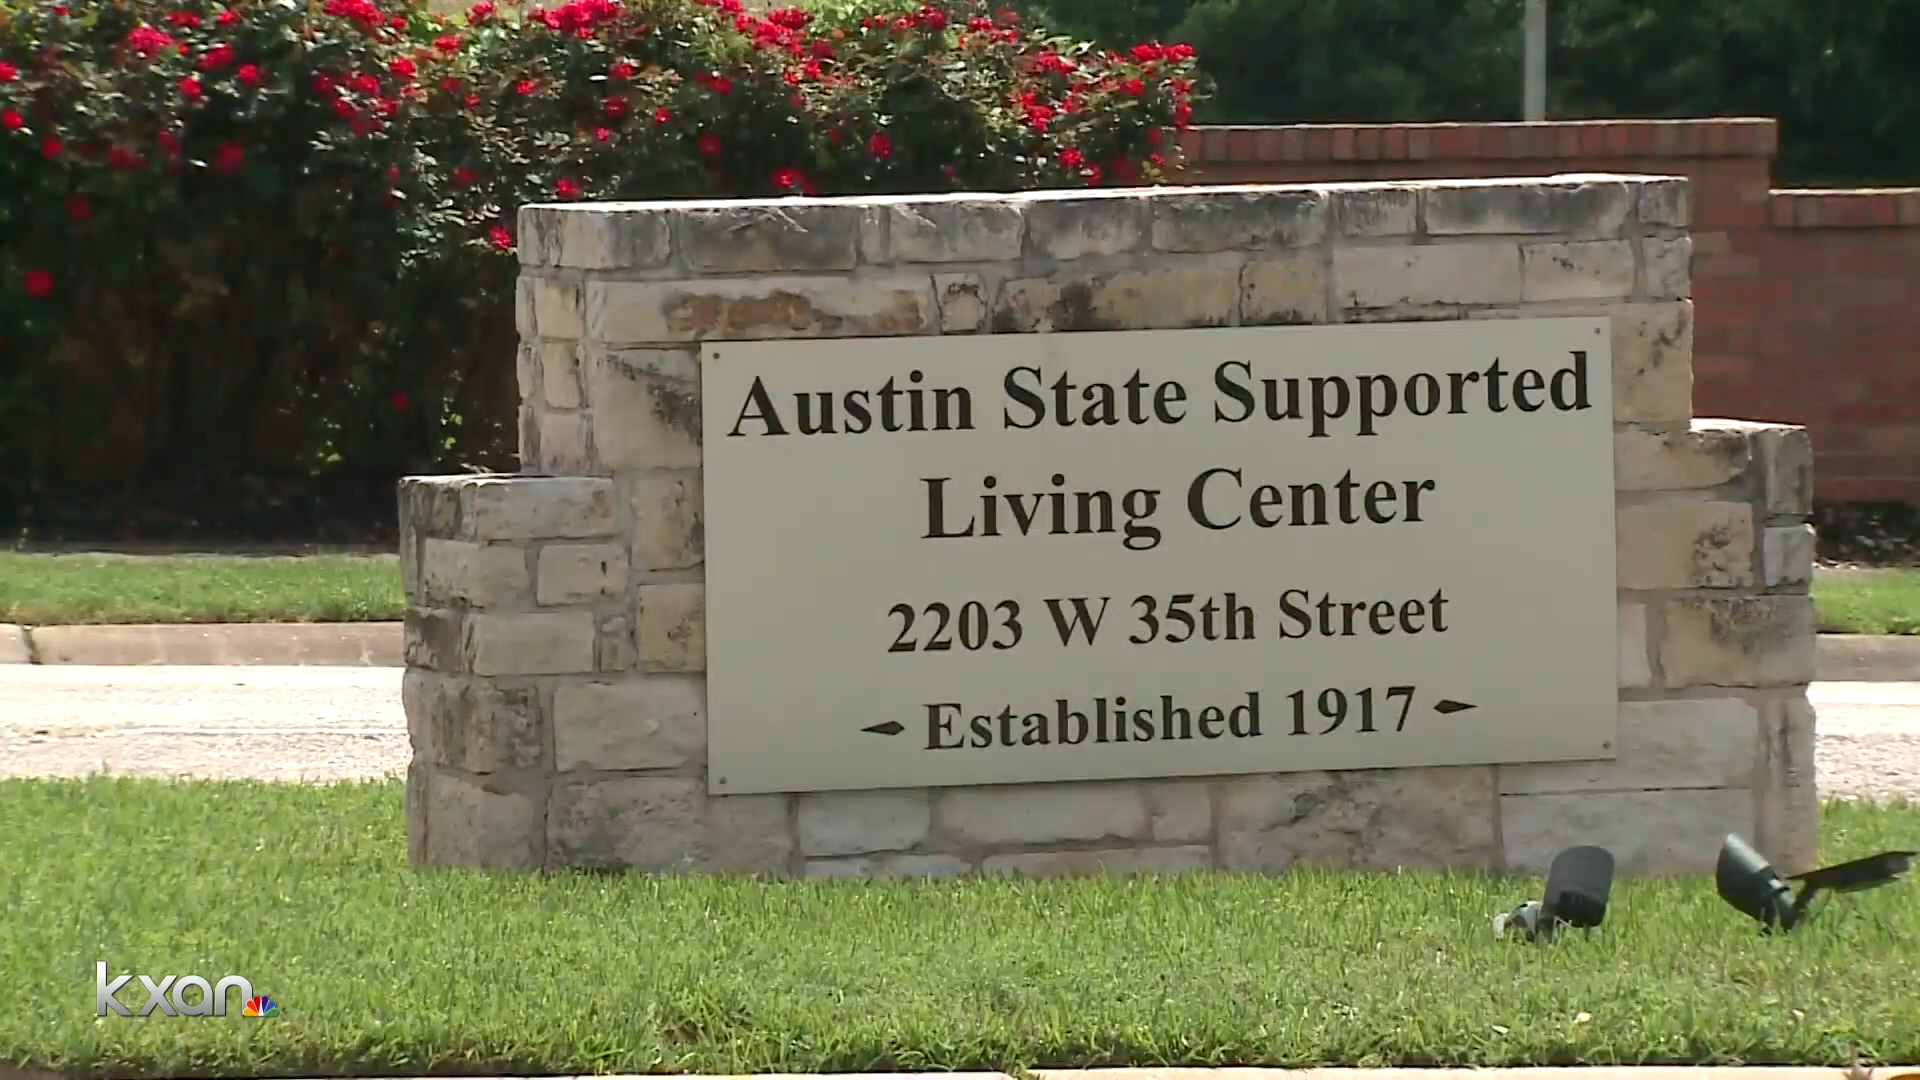 Austin State Supported
Living Center
2203 W 35th Street
Established 1917
kxan